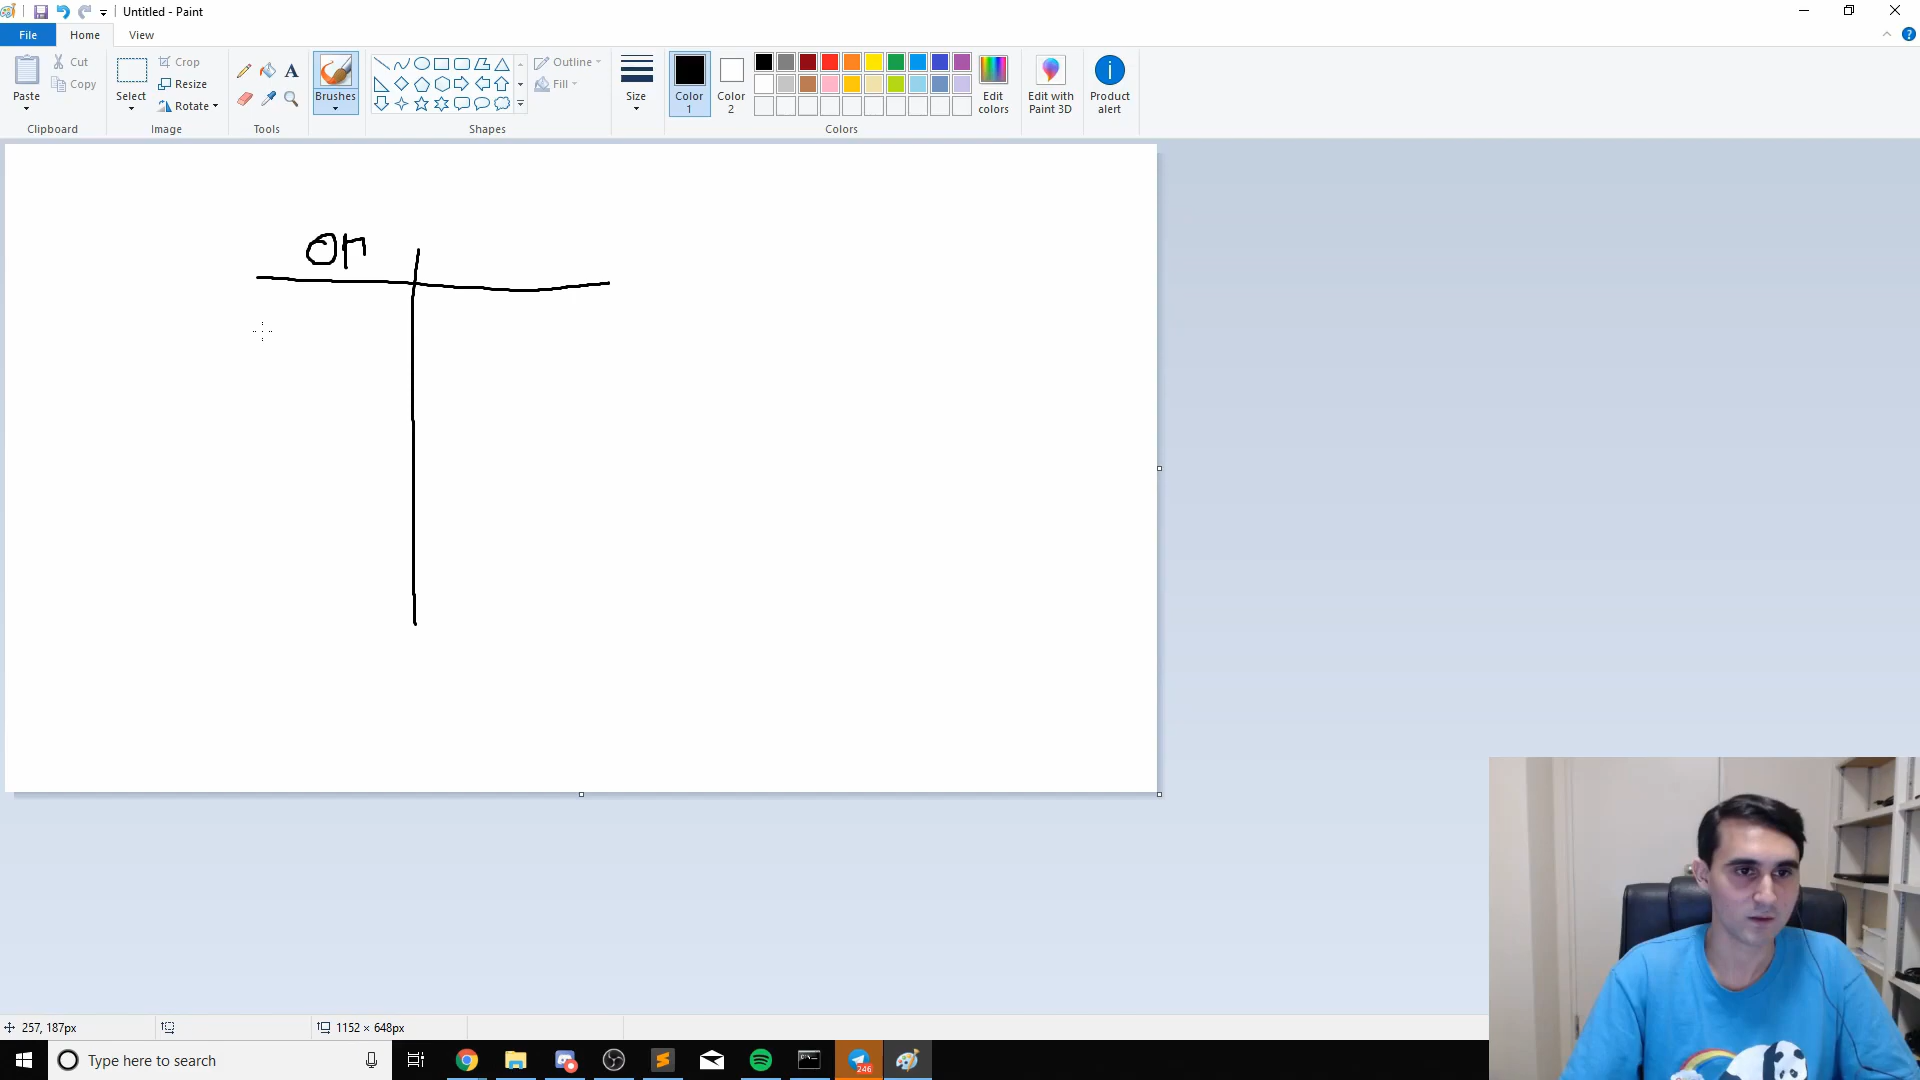 Untitled - Paint
File Home View
Paste Cut Copy Select Crop Resize Rotate Brushes Outline Fill Size Color 1 Color 2 Edit colors Edit with Paint 3D Product alert
Clipboard Image Tools Shapes Colors
or
257, 187px 1152 × 648px
Type here to search 246